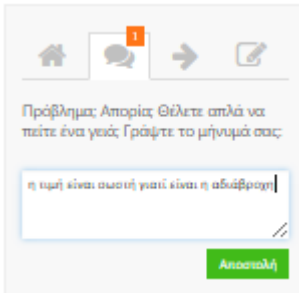 1
Πρόβλημα; Απορία; Θέλετε απλά να
πείτε ένα γειά; Γράψτε το μήνυμά σας;
η τιμή είναι σωστή γιατί είναι η αδιάβροχη
Αποστολή